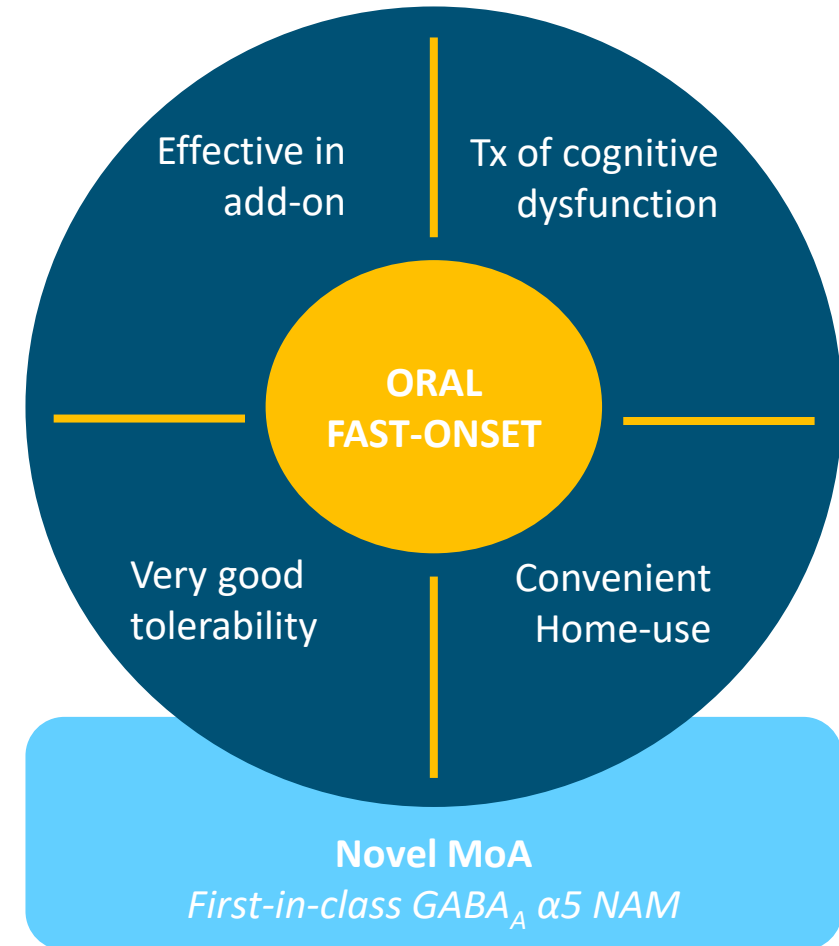 Effective in
add-on
Tx of cognitive
dysfunction
ORAL
FAST-ONSET
Very good
tolerability
Convenient
Home-use
Novel MoA
First-in-class GABA_A α5 NAM